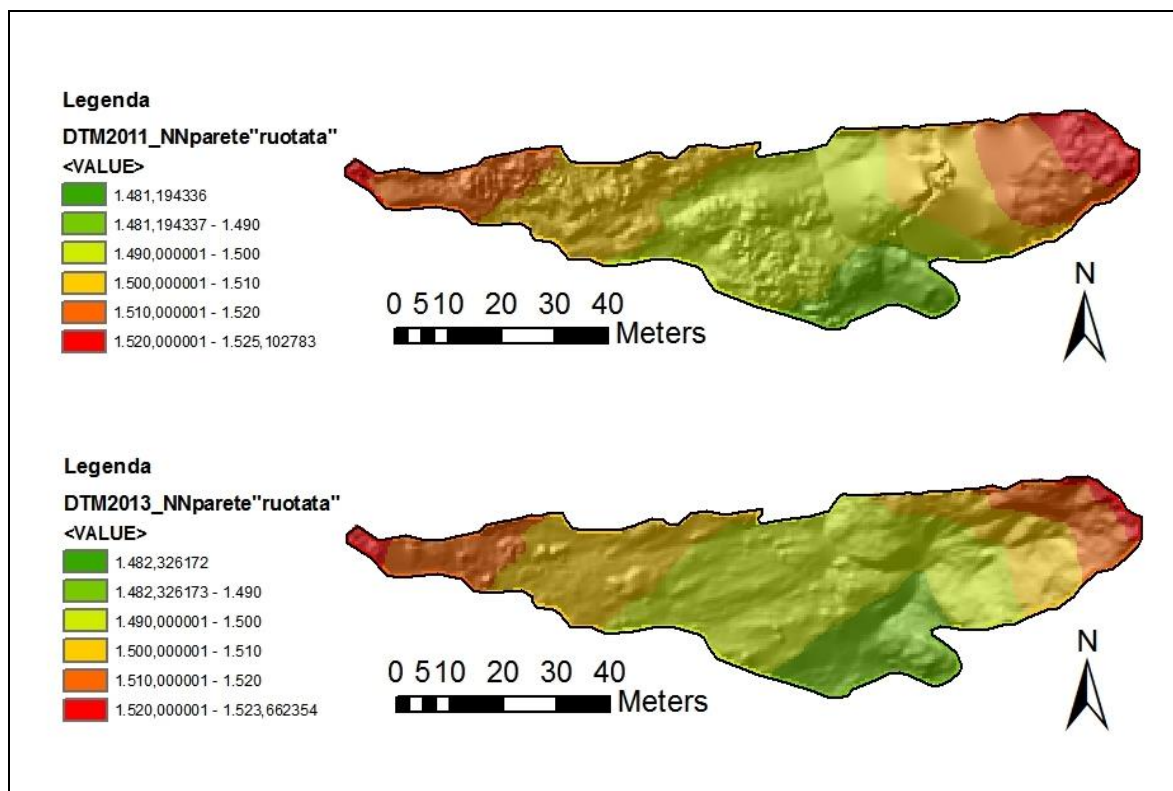 Legenda
DTM2011_NNparete"ruotata"
<VALUE>
1.481,194336
1.481,194337 - 1.490
1.490,000001 - 1.500
1.500,000001 - 1.510
1.510,000001 - 1.520
1.520,000001 - 1.525,102783
0 5 10 20 30 40
Meters
N
Legenda
DTM2013_NNparete"ruotata"
<VALUE>
1.482,326172
1.482,326173 - 1.490
1.490,000001 - 1.500
1.500,000001 - 1.510
1.510,000001 - 1.520
1.520,000001 - 1.523,662354
0 5 10 20 30 40
Meters
N